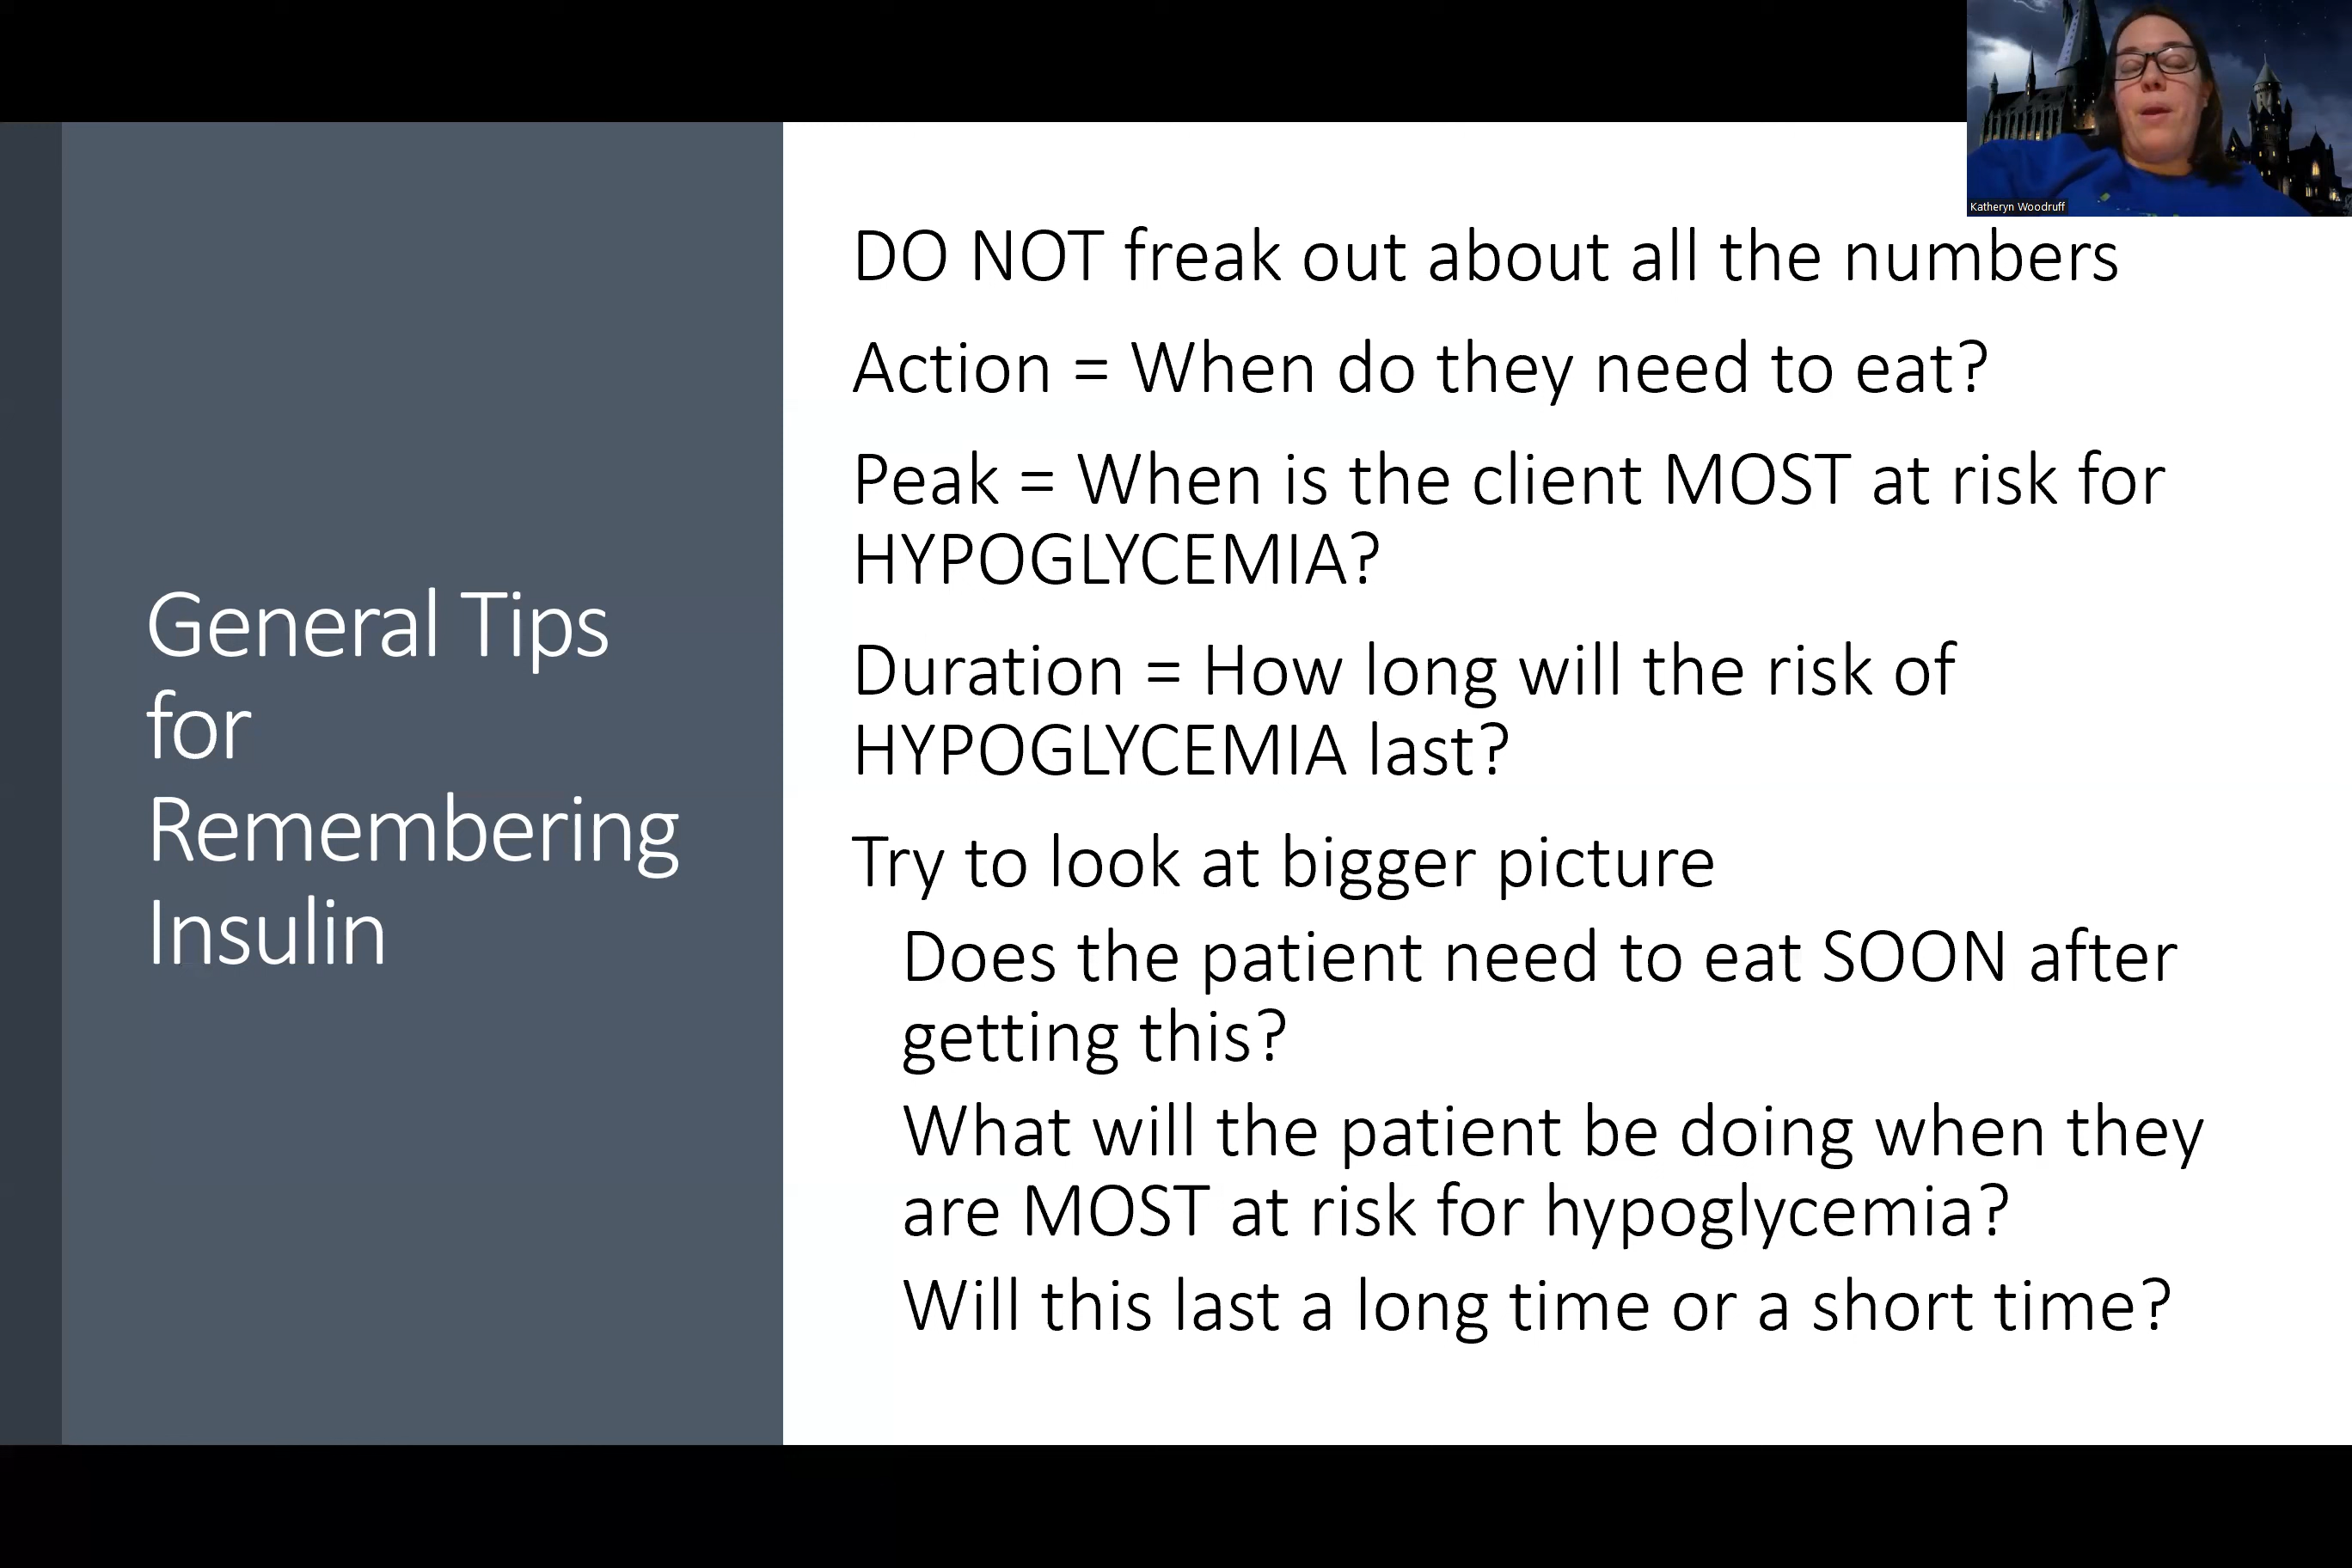 Katheryn Woodruff
General Tips
for
Remembering
Insulin
DO NOT freak out about all the numbers
Action = When do they need to eat?
Peak = When is the client MOST at risk for
HYPOGLYCEMIA?
Duration = How long will the risk of
HYPOGLYCEMIA last?
Try to look at bigger picture
Does the patient need to eat SOON after
getting this?
What will the patient be doing when they
are MOST at risk for hypoglycemia?
Will this last a long time or a short time?